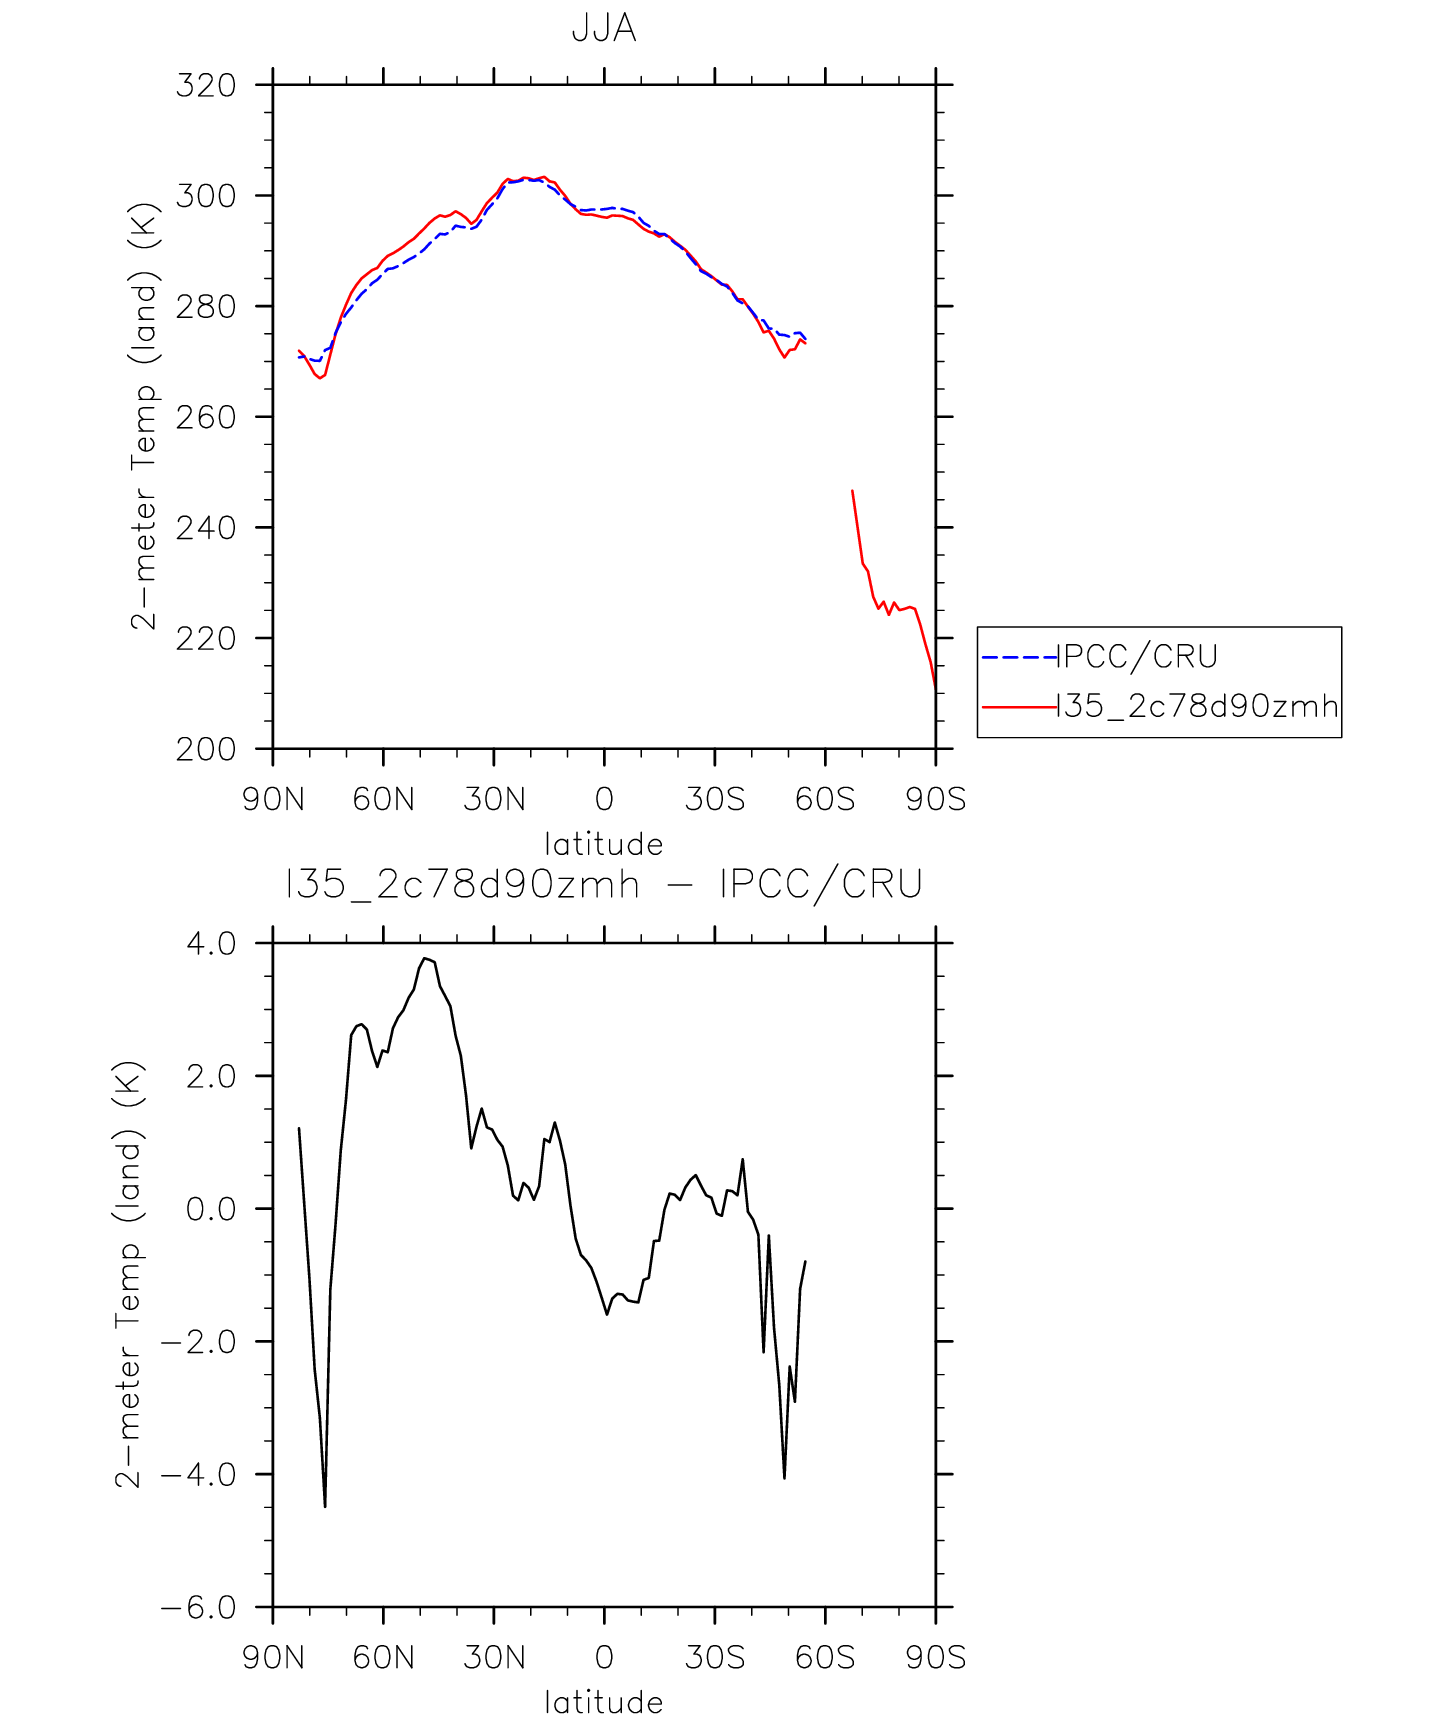 JJA
320
300
280
260
240
220
200
2-meter Temp (land) (K)
90N 60N 30N 0 30S 60S 90S
latitude
IPCC/CRU
I35_2c78d90zmh
I35_2c78d90zmh - IPCC/CRU
4.0
2.0
0.0
-2.0
-4.0
-6.0
2-meter Temp (land) (K)
90N 60N 30N 0 30S 60S 90S
latitude